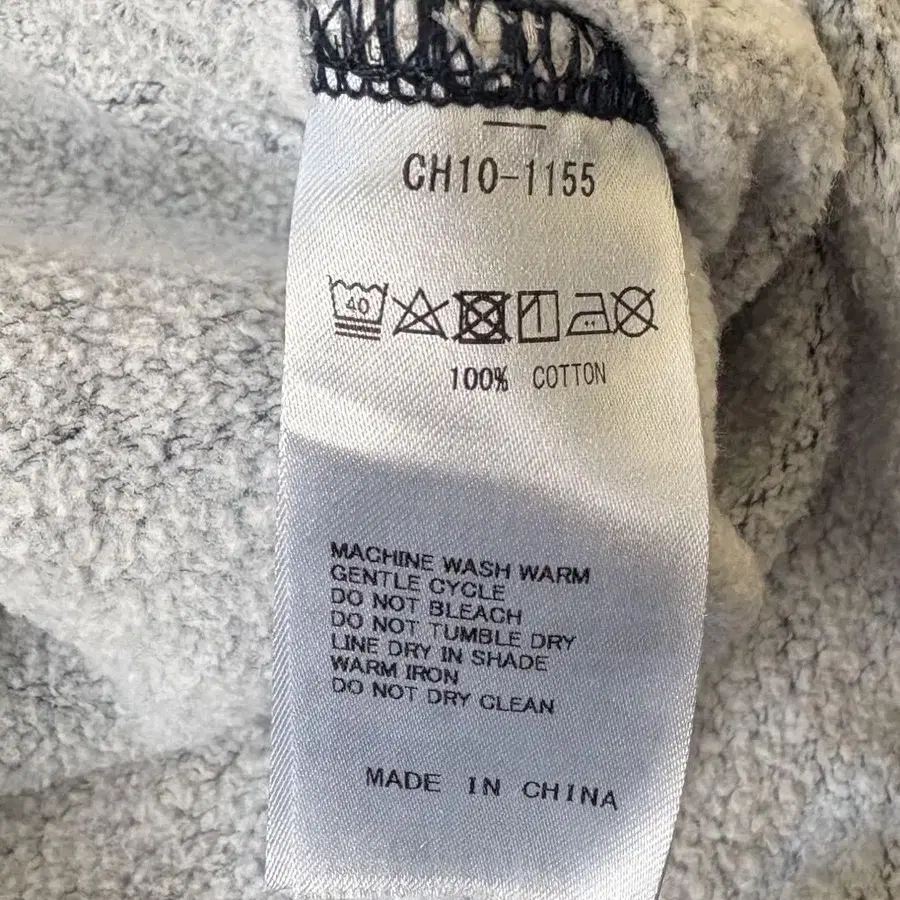 CH10-1155
40
100% COTTON
MACHINE WASH WARM
GENTLE CYCLE
DO NOT BLEACH
DO NOT TUMBLE DRY
LINE DRY IN SHADE
WARM IRON
DO NOT DRY CLEAN
MADE IN CHINA